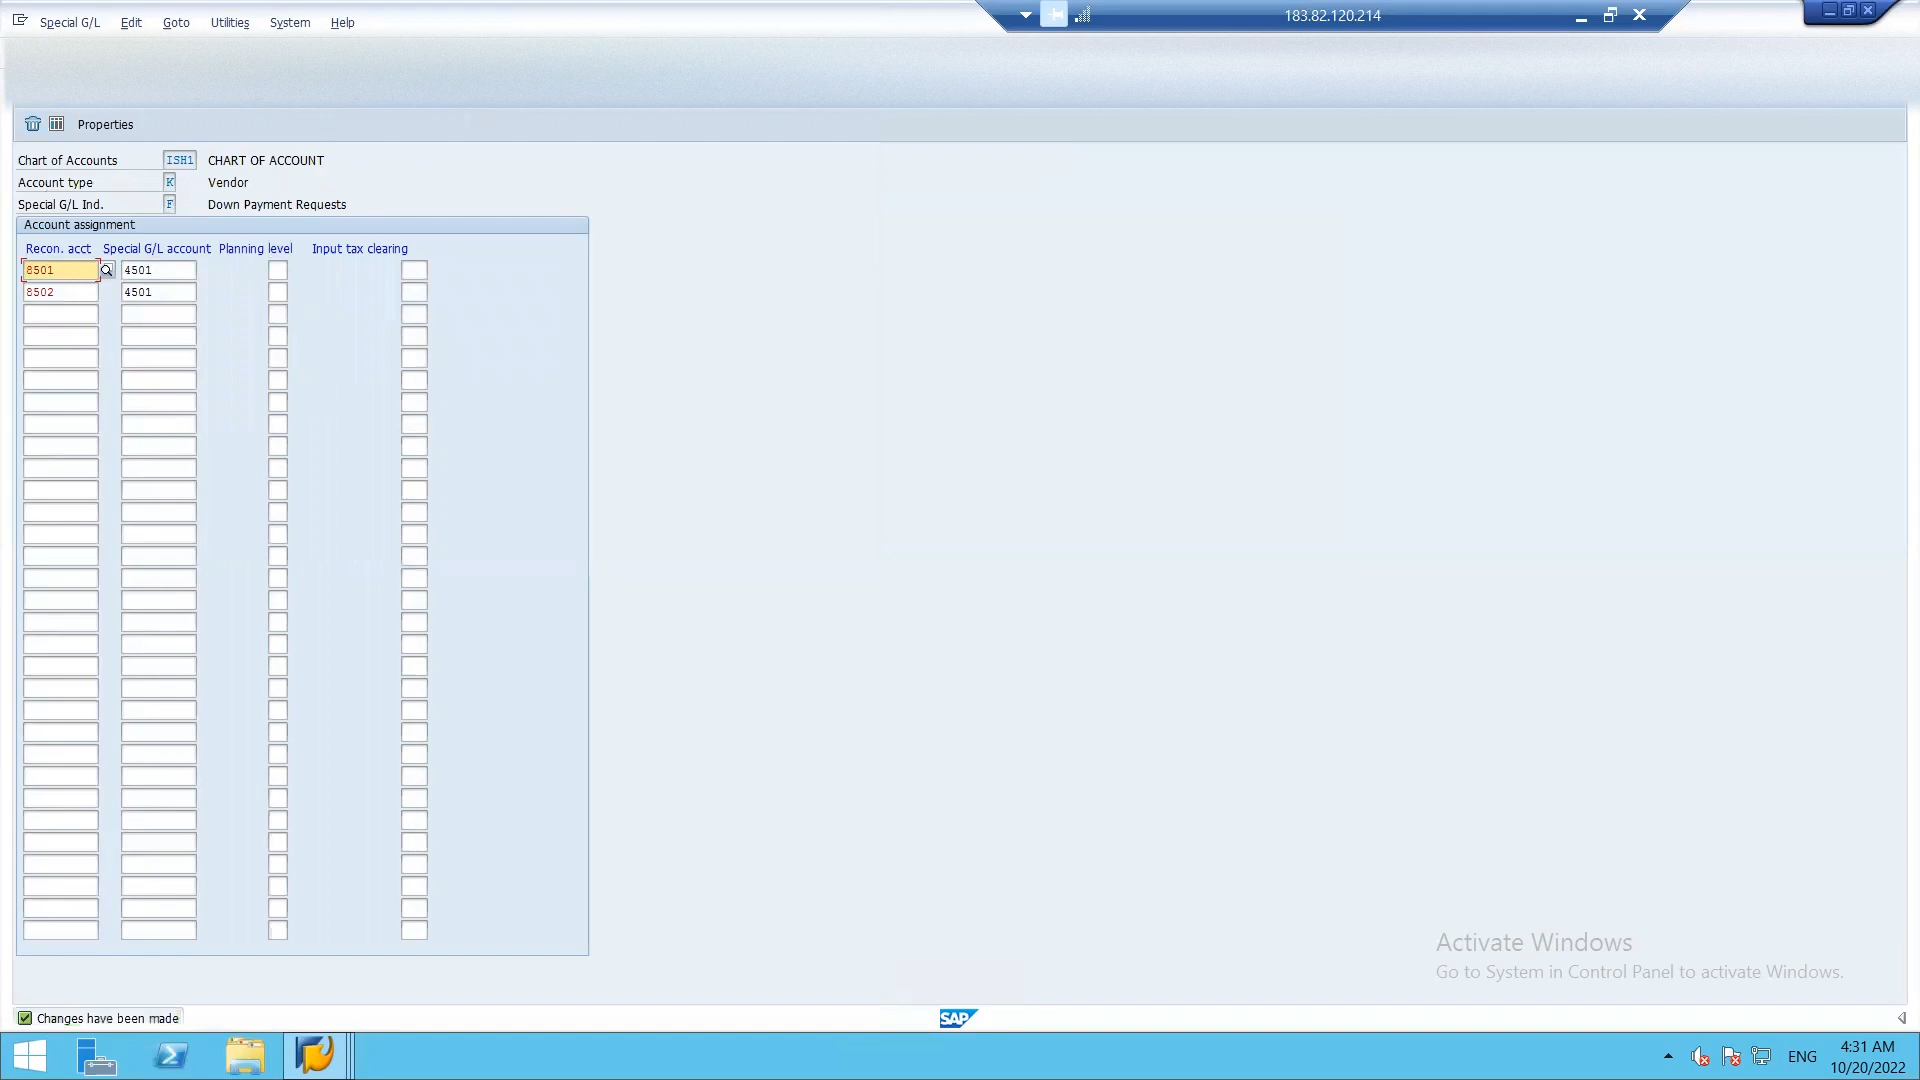 Special G/L Edit Goto Utilities System Help
183.82.120.214
Properties
Chart of Accounts ISH1 CHART OF ACCOUNT
Account type K Vendor
Special G/L Ind. F Down Payment Requests
Account assignment
Recon. acct Special G/L account Planning level Input tax clearing
8501 4501
8502 4501
Activate Windows
Go to System in Control Panel to activate Windows.
Changes have been made
SAP
ENG
4:31 AM
10/20/2022